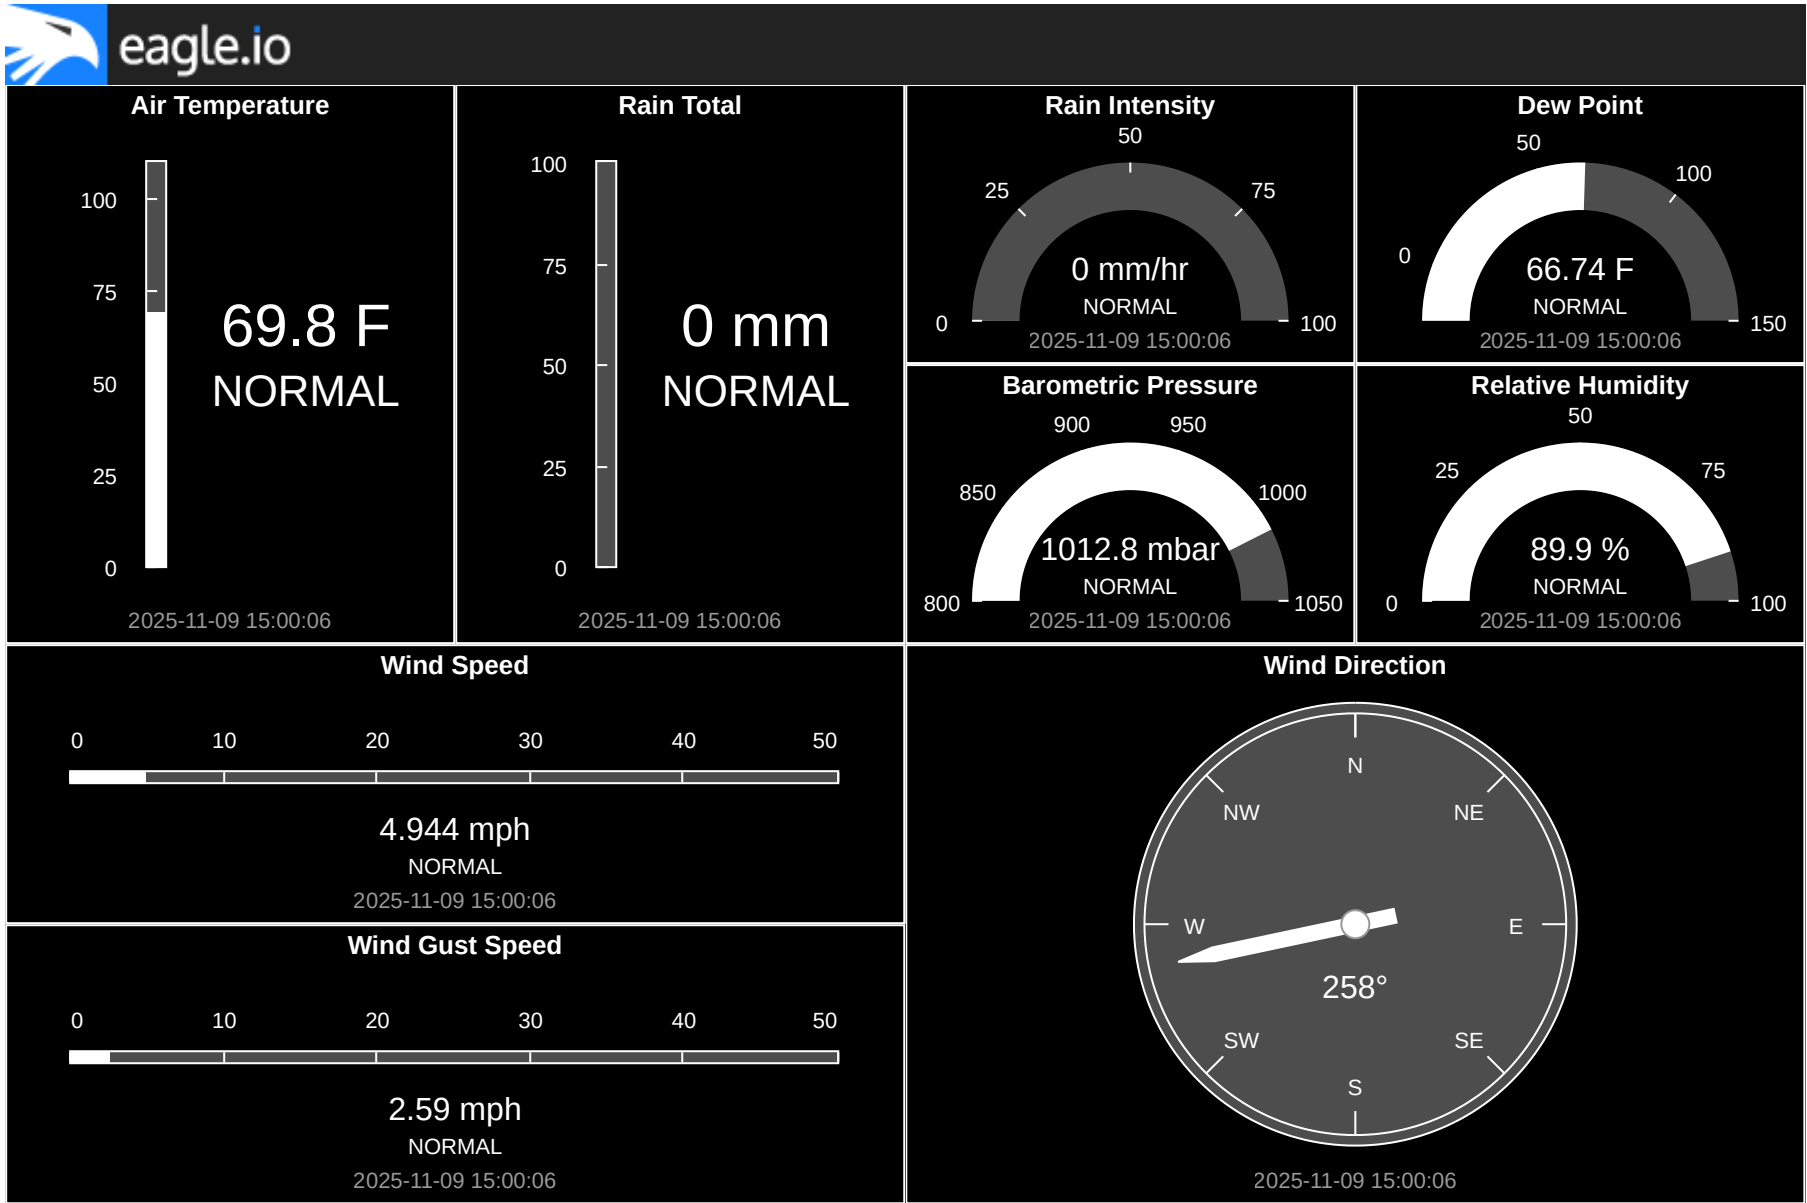 eagle.io
Air Temperature
100
75
50
25
0
69.8 F
NORMAL
2025-11-09 15:00:06
Rain Total
100
75
50
25
0
0 mm
NORMAL
2025-11-09 15:00:06
Rain Intensity
50
25
75
0
100
0 mm/hr
NORMAL
2025-11-09 15:00:06
Dew Point
50
100
0
150
66.74 F
NORMAL
2025-11-09 15:00:06
Barometric Pressure
900
950
850
1000
800
1050
1012.8 mbar
NORMAL
2025-11-09 15:00:06
Relative Humidity
50
25
75
0
100
89.9 %
NORMAL
2025-11-09 15:00:06
Wind Speed
0 10 20 30 40 50
4.944 mph
NORMAL
2025-11-09 15:00:06
Wind Gust Speed
0 10 20 30 40 50
2.59 mph
NORMAL
2025-11-09 15:00:06
Wind Direction
N
NW
NE
W
E
258°
SW
SE
S
2025-11-09 15:00:06